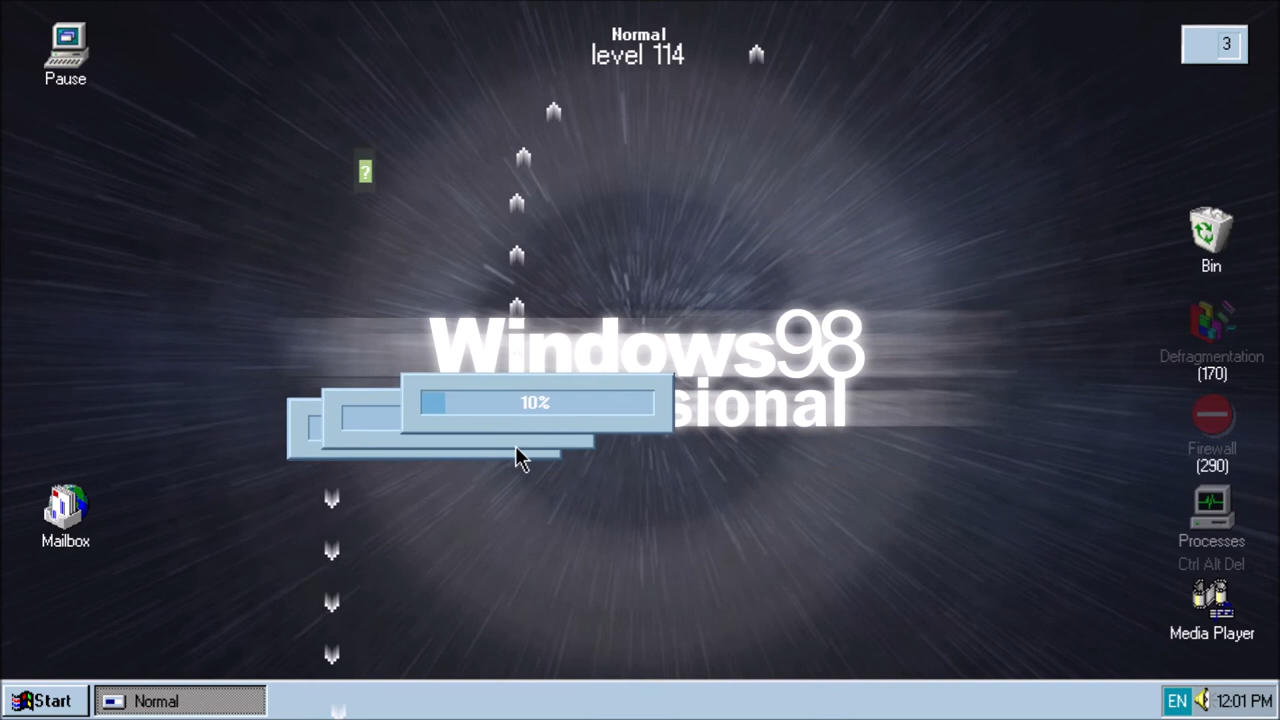 Normal
level 114
3
Pause
?
Bin
Windows98
sional
Defragmentation
(170)
10%
Firewall
(290)
Mailbox
Processes
Ctrl Alt Del
Media Player
Start
Normal
EN
12:01 PM